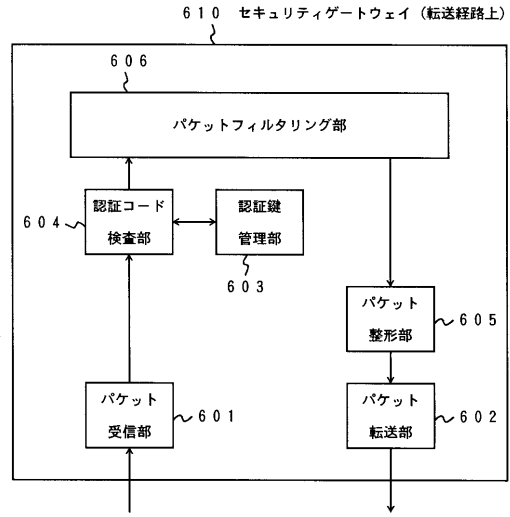 610 セキュリティゲートウェイ(転送経路上)
606
パケットフィルタリング部
604
認証コード
検査部
認証鍵
管理部
603
パケット
整形部
605
パケット
受信部
601
パケット
転送部
602